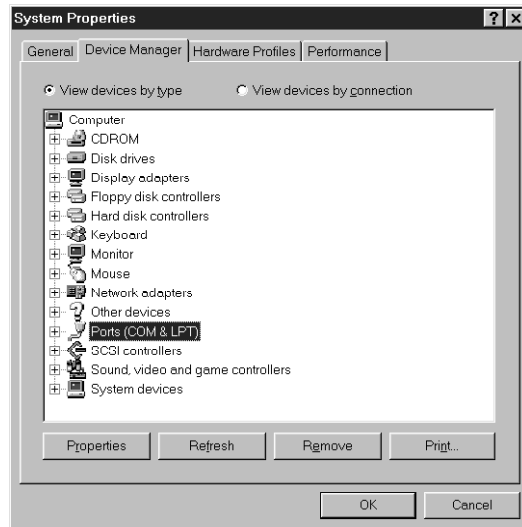 System Properties
General Device Manager Hardware Profiles Performance
View devices by type View devices by connection
Computer
CDROM
Disk drives
Display adapters
Floppy disk controllers
Hard disk controllers
Keyboard
Monitor
Mouse
Network adapters
Other devices
Ports (COM & LPT)
SCSI controllers
Sound, video and game controllers
System devices
Properties Refresh Remove Print...
OK Cancel